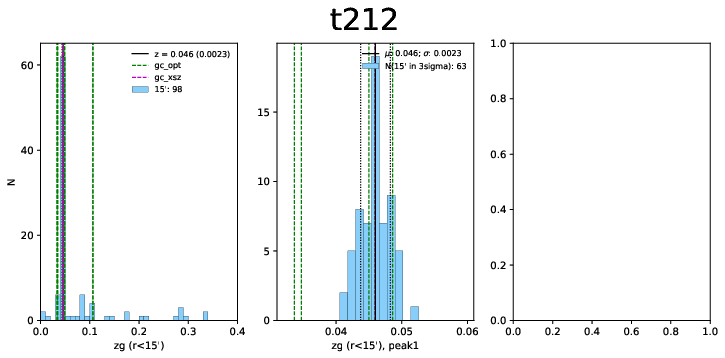 t212
z = 0.046 (0.0023)
gc_opt
gc_xsz
15': 98
N
60
40
20
0
0.0 0.1 0.2 0.3 0.4
zg (r<15')
μ: 0.046; σ: 0.0023
N(15' in 3sigma): 63
15
10
5
0
0.04 0.05 0.06
zg (r<15'), peak1
1.0
0.8
0.6
0.4
0.2
0.0
0.0 0.2 0.4 0.6 0.8 1.0